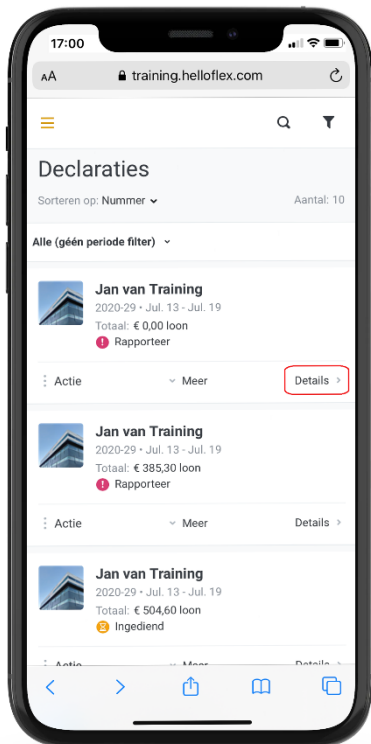 17:00
AA training.helloflex.com
Declaraties
Sorteren op: Nummer Aantal: 10
Alle (géén periode filter)
Jan van Training
2020-29 • Jul. 13 - Jul. 19
Totaal: € 0,00 loon
Rapporteer
Actie Meer Details
Jan van Training
2020-29 • Jul. 13 - Jul. 19
Totaal: € 385,30 loon
Rapporteer
Actie Meer Details
Jan van Training
2020-29 • Jul. 13 - Jul. 19
Totaal: € 504,60 loon
Ingediend
Actie Meer Details